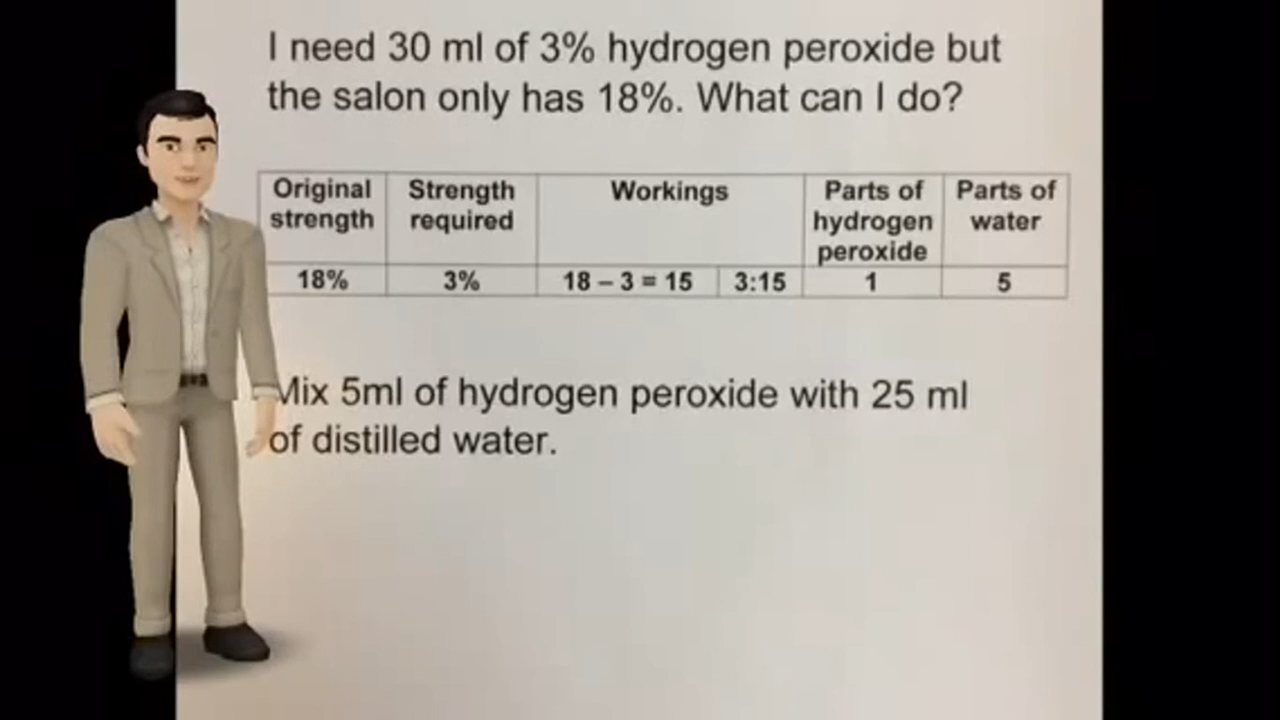 I need 30 ml of 3% hydrogen peroxide but
the salon only has 18%. What can I do?
Original strength | Strength required | Workings | Parts of hydrogen peroxide | Parts of water
18% | 3% | 18 – 3 = 15 | 3:15 | 1 | 5
Mix 5ml of hydrogen peroxide with 25 ml
of distilled water.